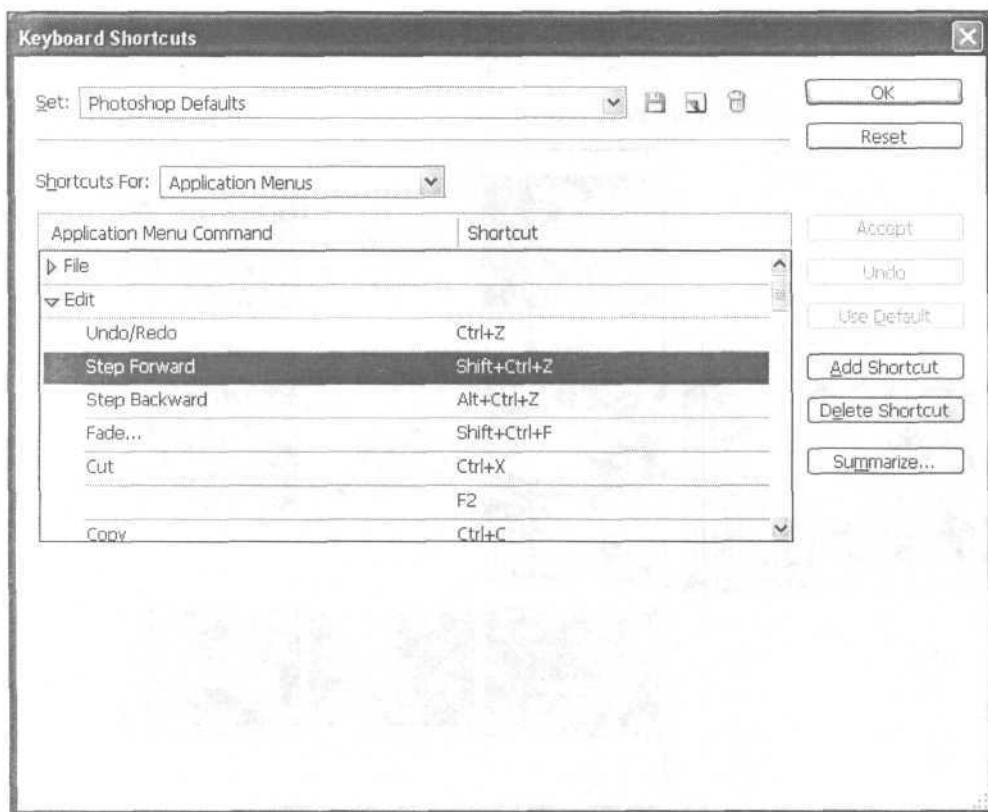 Keyboard Shortcuts
Set: Photoshop Defaults
OK
Reset
Shortcuts For: Application Menus
Application Menu Command Shortcut
File
Edit
Undo/Redo Ctrl+Z
Step Forward Shift+Ctrl+Z
Step Backward Alt+Ctrl+Z
Fade... Shift+Ctrl+F
Cut Ctrl+X
F2
Copy Ctrl+C
Accept
Undo
Use Default
Add Shortcut
Delete Shortcut
Summarize...